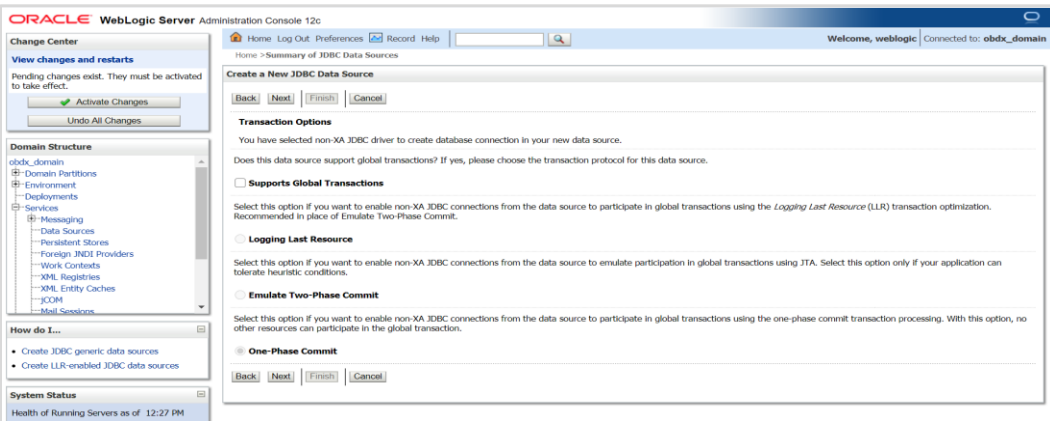 ORACLE WebLogic Server Administration Console 12c
Change Center
View changes and restarts
Pending changes exist. They must be activated
to take effect.
Activate Changes
Undo All Changes
Domain Structure
obdx_domain
Domain Partitions
Environment
Deployments
Services
Messaging
Data Sources
Persistent Stores
Foreign JNDI Providers
Work Contexts
XML Registries
XML Entity Caches
jCOM
Mail Sessions
How do I...
Create JDBC generic data sources
Create LLR-enabled JDBC data sources
System Status
Health of Running Servers as of 12:27 PM
Home Log Out Preferences Record Help
Welcome, weblogic Connected to: obdx_domain
Home >Summary of JDBC Data Sources
Create a New JDBC Data Source
Back Next Finish Cancel
Transaction Options
You have selected non-XA JDBC driver to create database connection in your new data source.
Does this data source support global transactions? If yes, please choose the transaction protocol for this data source.
Supports Global Transactions
Select this option if you want to enable non-XA JDBC connections from the data source to participate in global transactions using the Logging Last Resource (LLR) transaction optimization.
Recommended in place of Emulate Two-Phase Commit.
Logging Last Resource
Select this option if you want to enable non-XA JDBC connections from the data source to emulate participation in global transactions using JTA. Select this option only if your application can
tolerate heuristic conditions.
Emulate Two-Phase Commit
Select this option if you want to enable non-XA JDBC connections from the data source to participate in global transactions using the one-phase commit transaction processing. With this option, no
other resources can participate in the global transaction.
One-Phase Commit
Back Next Finish Cancel